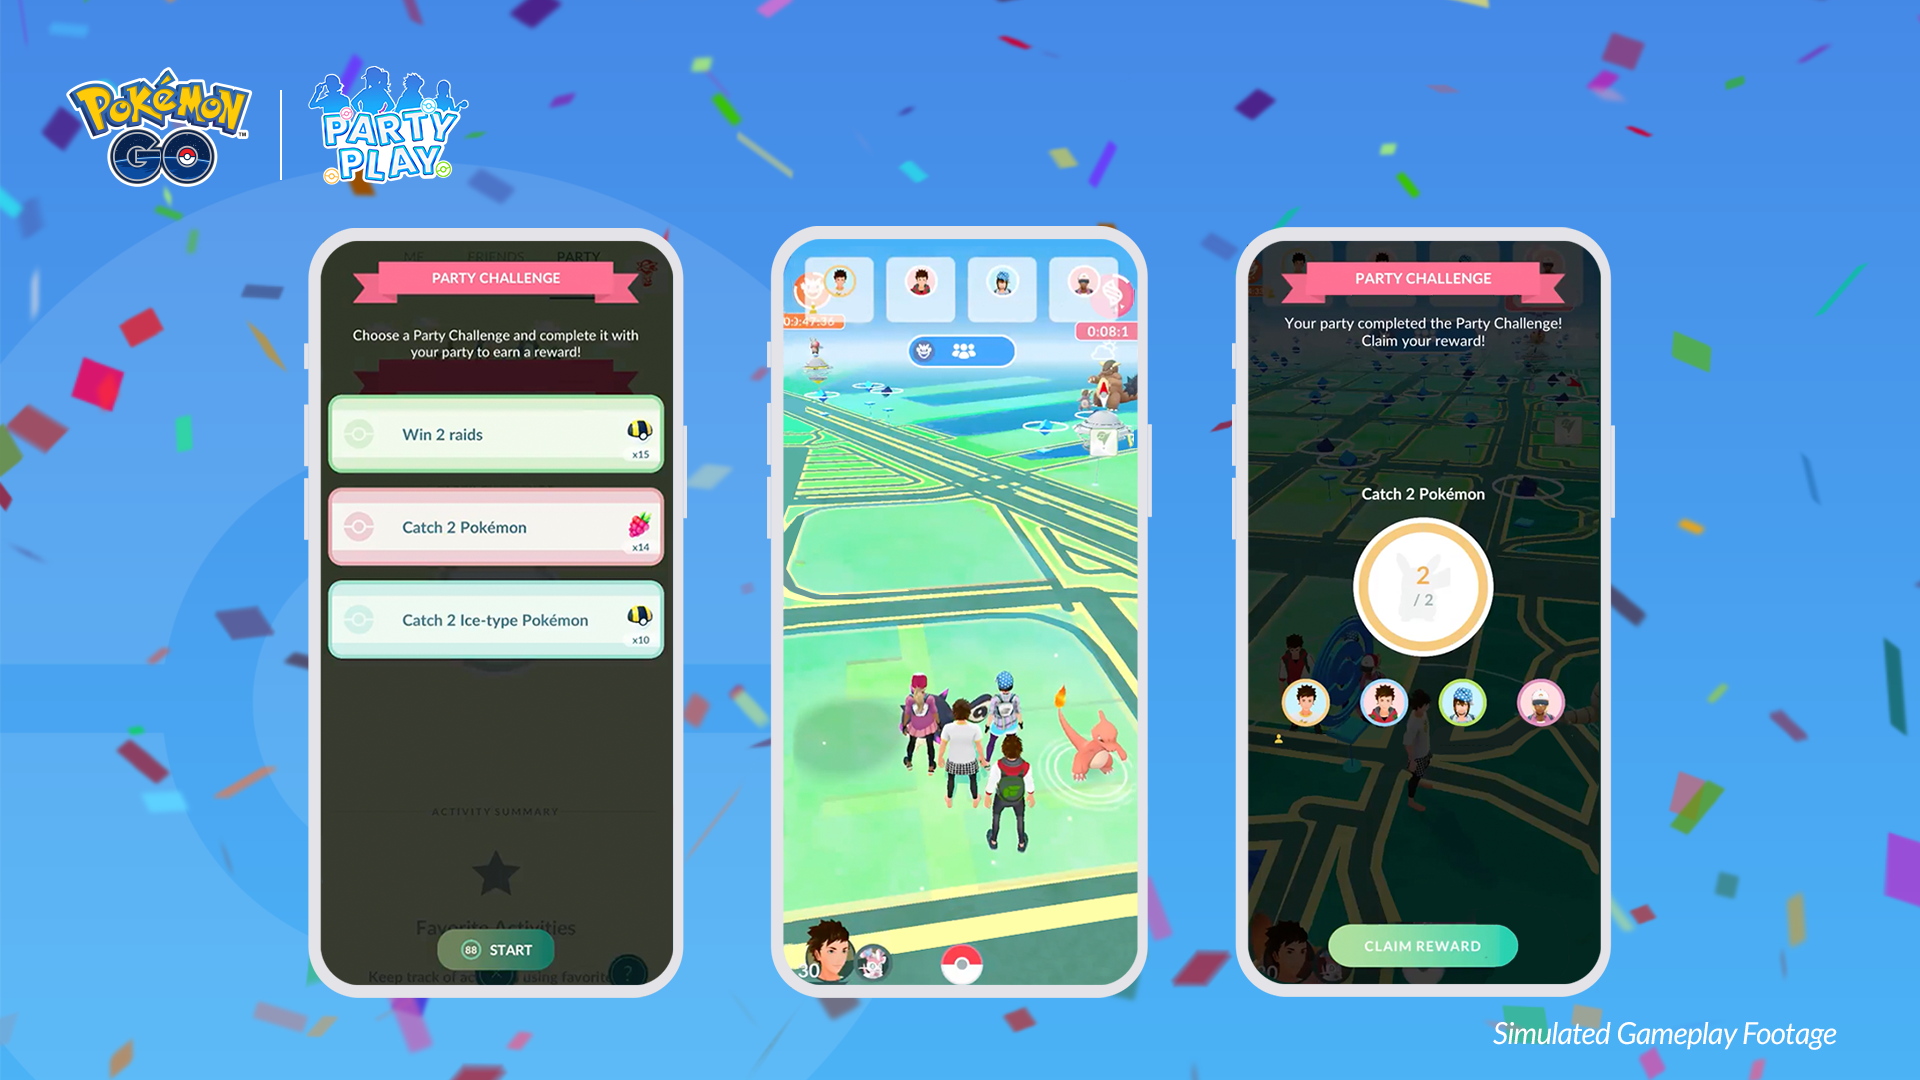 POKéMON
GO
TM
PARTY
PLAY
ME FRIENDS PARTY
PARTY CHALLENGE
Choose a Party Challenge and complete it with
your party to earn a reward!
Win 2 raids
x15
Catch 2 Pokémon
x14
Catch 2 Ice-type Pokémon
x10
ACTIVITY SUMMARY
Favorite Activities
88 START
Keep track of using favorit
?
0:08:1
30
PARTY CHALLENGE
Your party completed the Party Challenge!
Claim your reward!
Catch 2 Pokémon
2
/ 2
CLAIM REWARD
Simulated Gameplay Footage